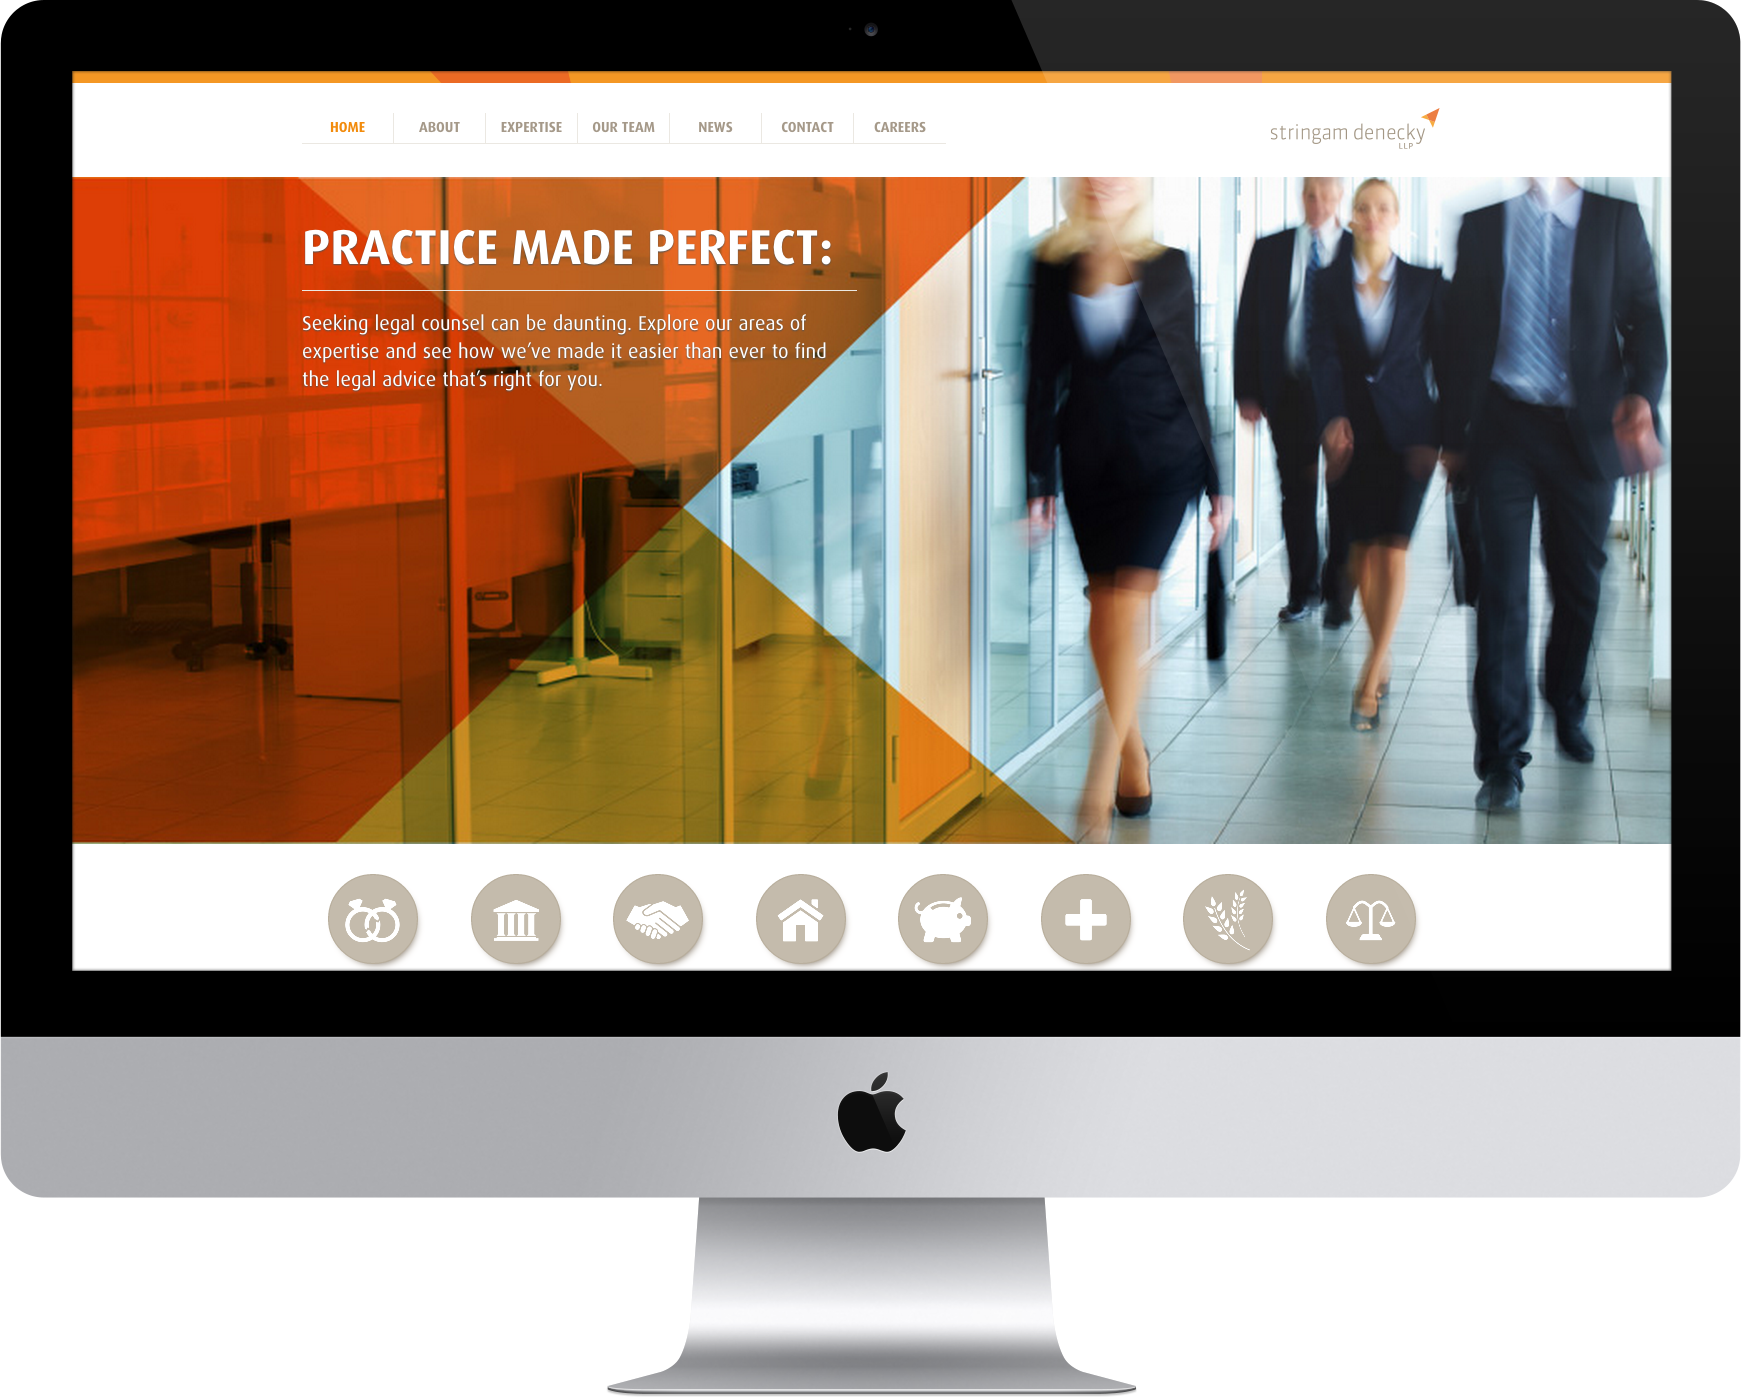 HOME ABOUT EXPERTISE OUR TEAM NEWS CONTACT CAREERS
stringam denecky
LLP
PRACTICE MADE PERFECT:
Seeking legal counsel can be daunting. Explore our areas of
expertise and see how we’ve made it easier than ever to find
the legal advice that’s right for you.